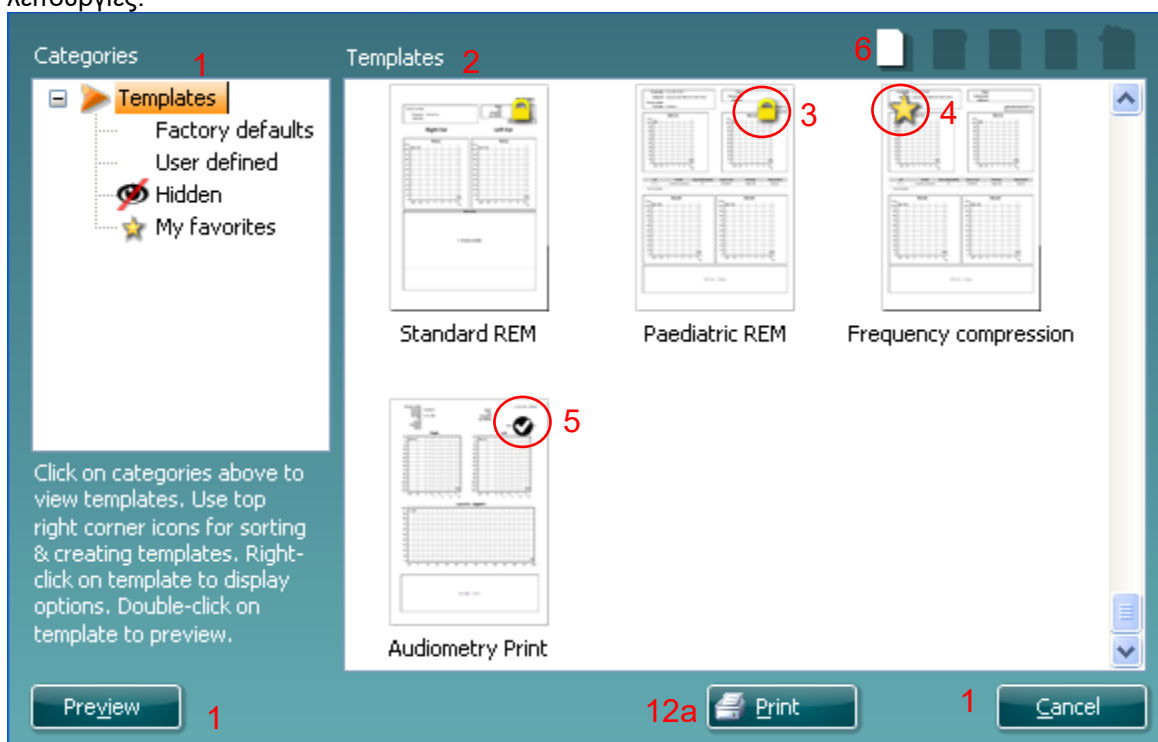 λειτουργίες.
Categories 1
Templates 2
6
Templates
Factory defaults
User defined
Hidden
My favorites
3
4
Standard REM
Paediatric REM
Frequency compression
5
Audiometry Print
Click on categories above to
view templates. Use top
right corner icons for sorting
& creating templates. Right-
click on template to display
options. Double-click on
template to preview.
Preview 1
12a Print
1 Cancel